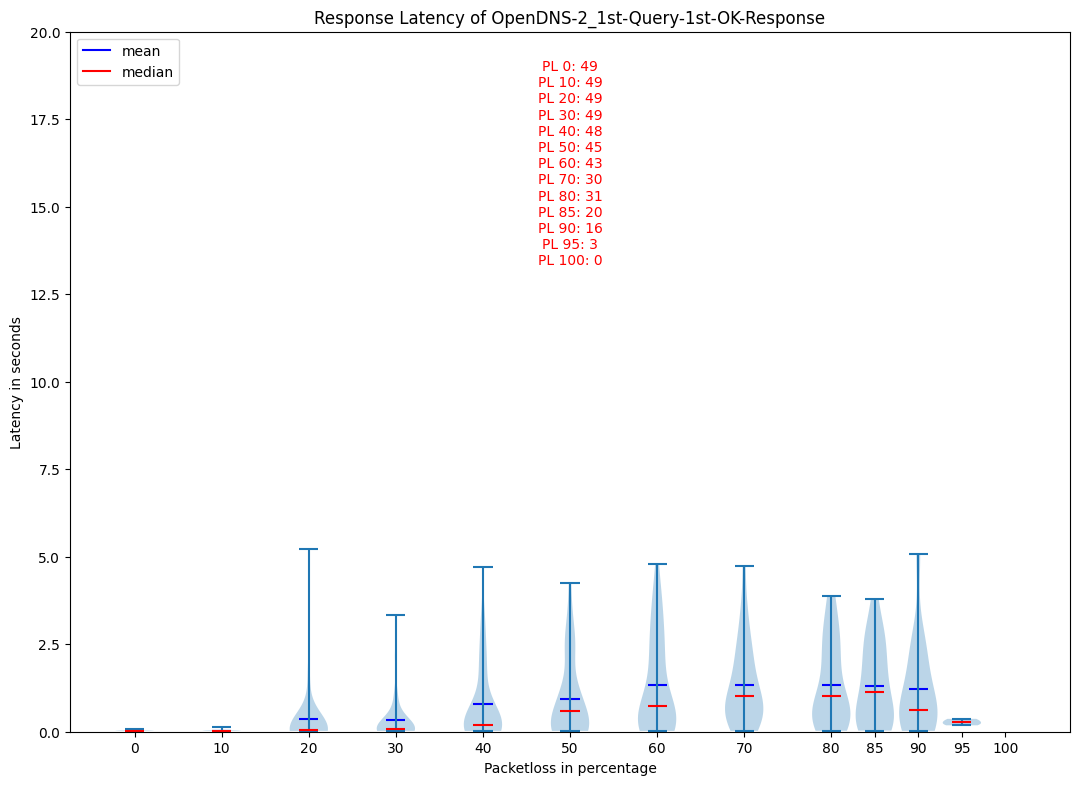 Response Latency of OpenDNS-2_1st-Query-1st-OK-Response
20.0
17.5
15.0
12.5
10.0
7.5
5.0
2.5
0.0
Latency in seconds
mean
median
PL 0: 49
PL 10: 49
PL 20: 49
PL 30: 49
PL 40: 48
PL 50: 45
PL 60: 43
PL 70: 30
PL 80: 31
PL 85: 20
PL 90: 16
PL 95: 3
PL 100: 0
0 10 20 30 40 50 60 70 80 85 90 95 100
Packetloss in percentage